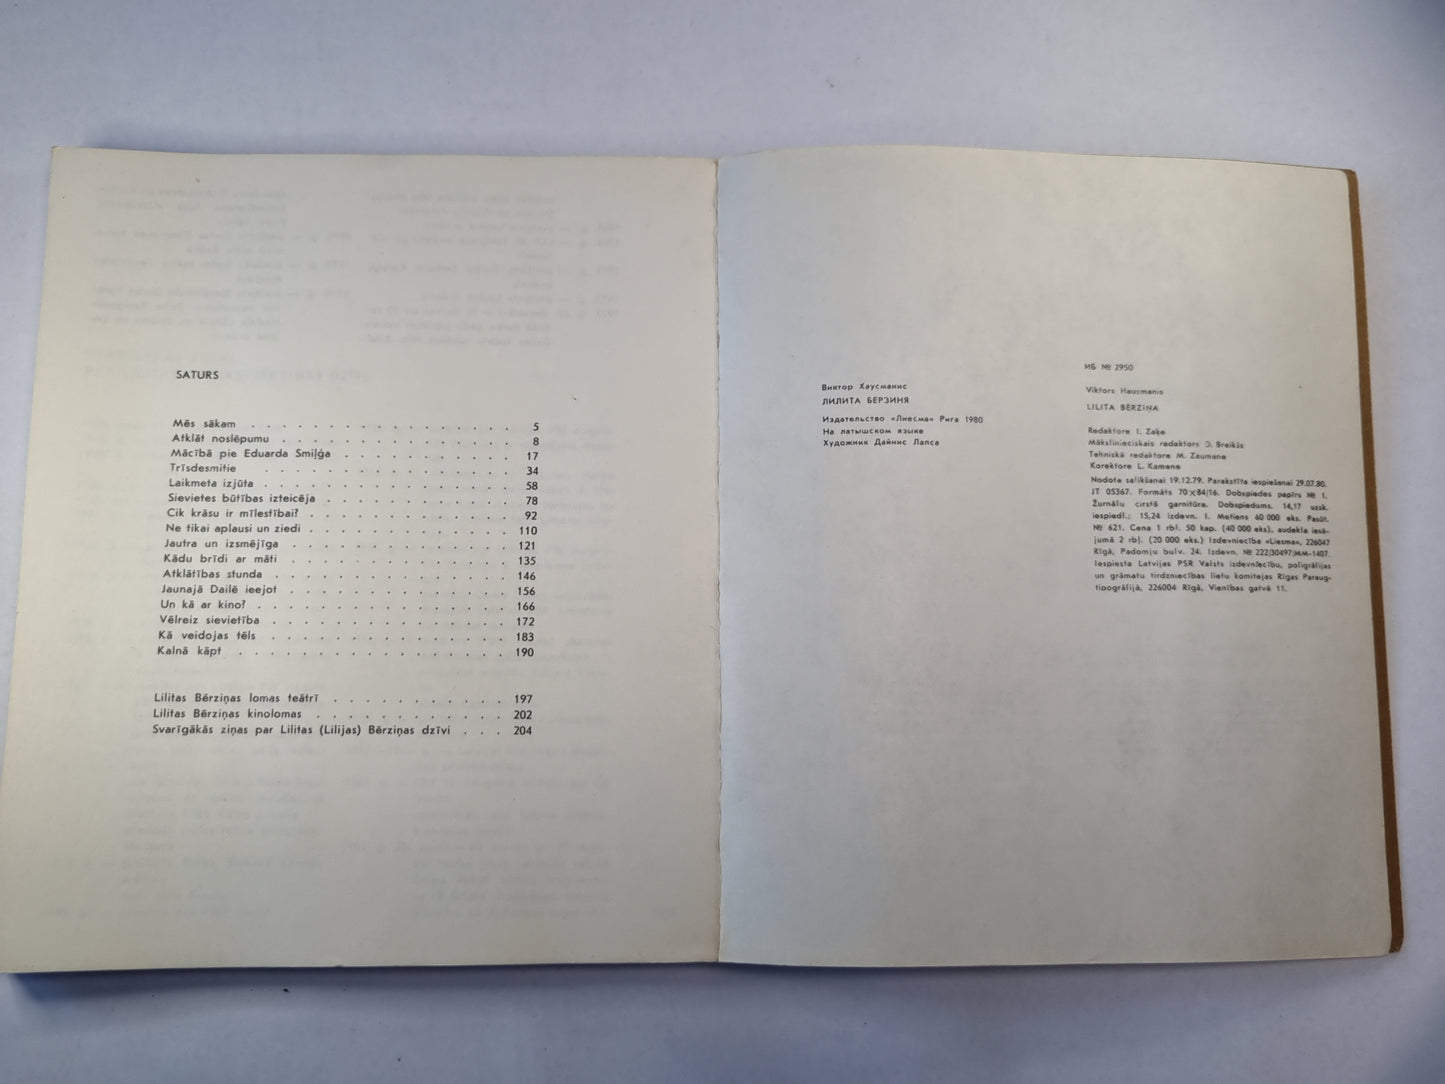 SATURS
Mēs sākam . . . . . . . . . . . . . . . . 5
Atklāt noslēpumu . . . . . . . . . . . . . . 8
Mācībā pie Eduarda Smiļģa . . . . . . . . . . 17
Trīsdesmitie . . . . . . . . . . . . . . . 34
Laikmeta izjūta . . . . . . . . . . . . . . . 58
Sievietes būtības izteicēja . . . . . . . . . . . 78
Cik krāsu ir mīlestībai? . . . . . . . . . . . . 92
Ne tikai aplausi un ziedi . . . . . . . . . . . . 110
Jautra un izsmējīga . . . . . . . . . . . . . 121
Kādu brīdi ar māti . . . . . . . . . . . . . 135
Atklātības stunda . . . . . . . . . . . . . . 146
Jaunajā Dailē ieejot . . . . . . . . . . . . . 156
Un kā ar kino? . . . . . . . . . . . . . . . 166
Vēlreiz sievietība . . . . . . . . . . . . . . 172
Kā veidojas tēls . . . . . . . . . . . . . . 183
Kalnā kāpt . . . . . . . . . . . . . . . . 190
Lilitas Bērziņas lomas teātrī . . . . . . . . . . . 197
Lilitas Bērziņas kinolomas . . . . . . . . . . . . 202
Svarīgākās ziņas par Lilitas (Lilijas) Bērziņas dzīvi . . . 204
Виктор Хаусманис
ЛИЛИТА БЕРЗИНЯ
Издательство «Лиесма» Рига 1980
На латышском языке
Художник Дайнис Лапса
ИБ № 2950
Viktors Hausmanis
LILITA BĒRZIŅA
Redaktore I. Zaķe
Mākslinieciskais redaktors D. Breikšs
Tehniskā redaktore M. Zeumane
Korektore L. Kamene
Nodota salikšanai 19.12.79. Parakstīta iespiešanai 29.07.80.
JT 05367. Formāts 70×84/16. Dobspiedes papīrs № 1.
Žurnālu cirstā garnitūra. Dobspiedums. 14,17 uzsk.
iespiedl.; 15,24 izdevn. l. Metiens 60 000 eks. Pasūt.
№ 621. Cena 1 rbl. 50 kap. (40 000 eks), audekla iesē-
jumā 2 rbļ. (20 000 eks.) Izdevniecība «Liesma», 226047
Rīgā, Padomju bulv. 24. Izdevn. № 222/30497/MM-1407.
Iespiesta Latvijas PSR Valsts izdevniecību, poligrāfijas
un grāmatu tirdzniecības lietu komitejas Rīgas Paraug-
tipogrāfijā, 226004 Rīgā, Vienības gatvē 11.